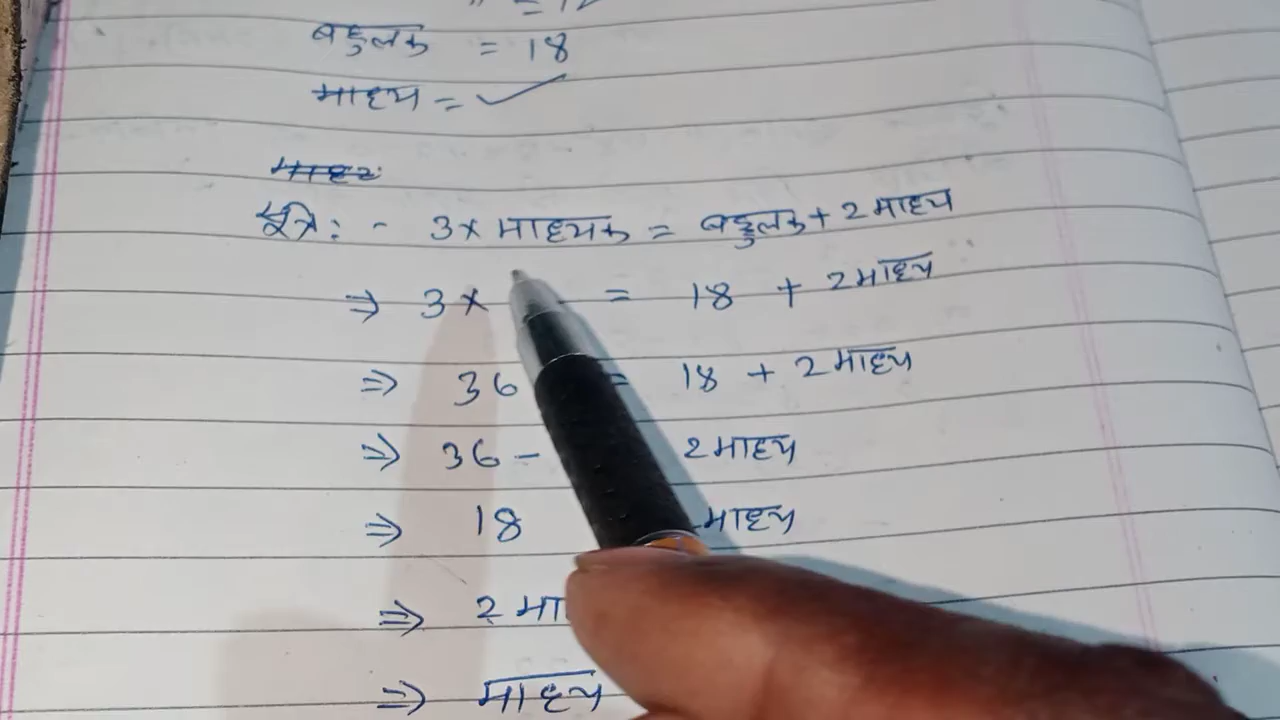 बहुलक = 18
माध्य = ✓
सूत्र : - 3 x माध्यक = बहुलक + 2 माध्य
⇒ 3 x = 18 + 2 माध्य
⇒ 36 = 18 + 2 माध्य
⇒ 36 - 2 माध्य
⇒ 18 माध्य
⇒ 2
⇒ माध्य